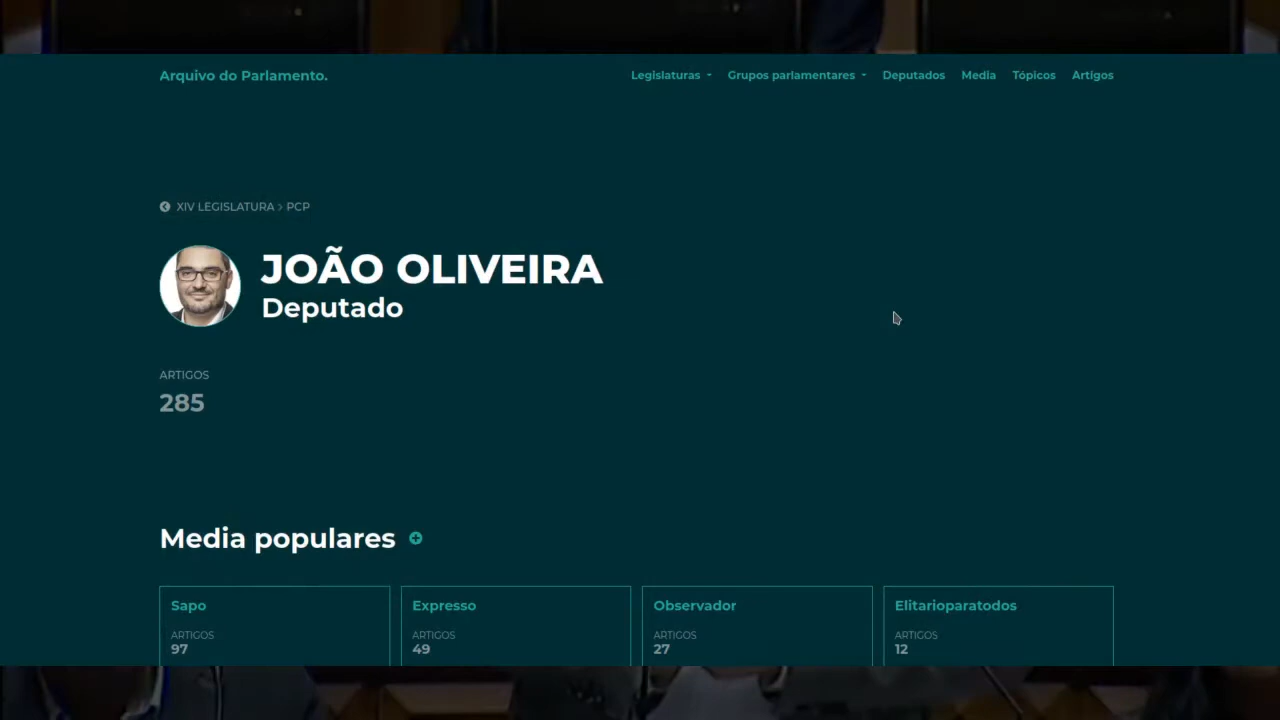 Arquivo do Parlamento.
Legislaturas Grupos parlamentares Deputados Media Tópicos Artigos
XIV LEGISLATURA > PCP
JOÃO OLIVEIRA
Deputado
ARTIGOS
285
Media populares
Sapo Expresso Observador Elitarioparatodos
ARTIGOS ARTIGOS ARTIGOS ARTIGOS
97 49 27 12